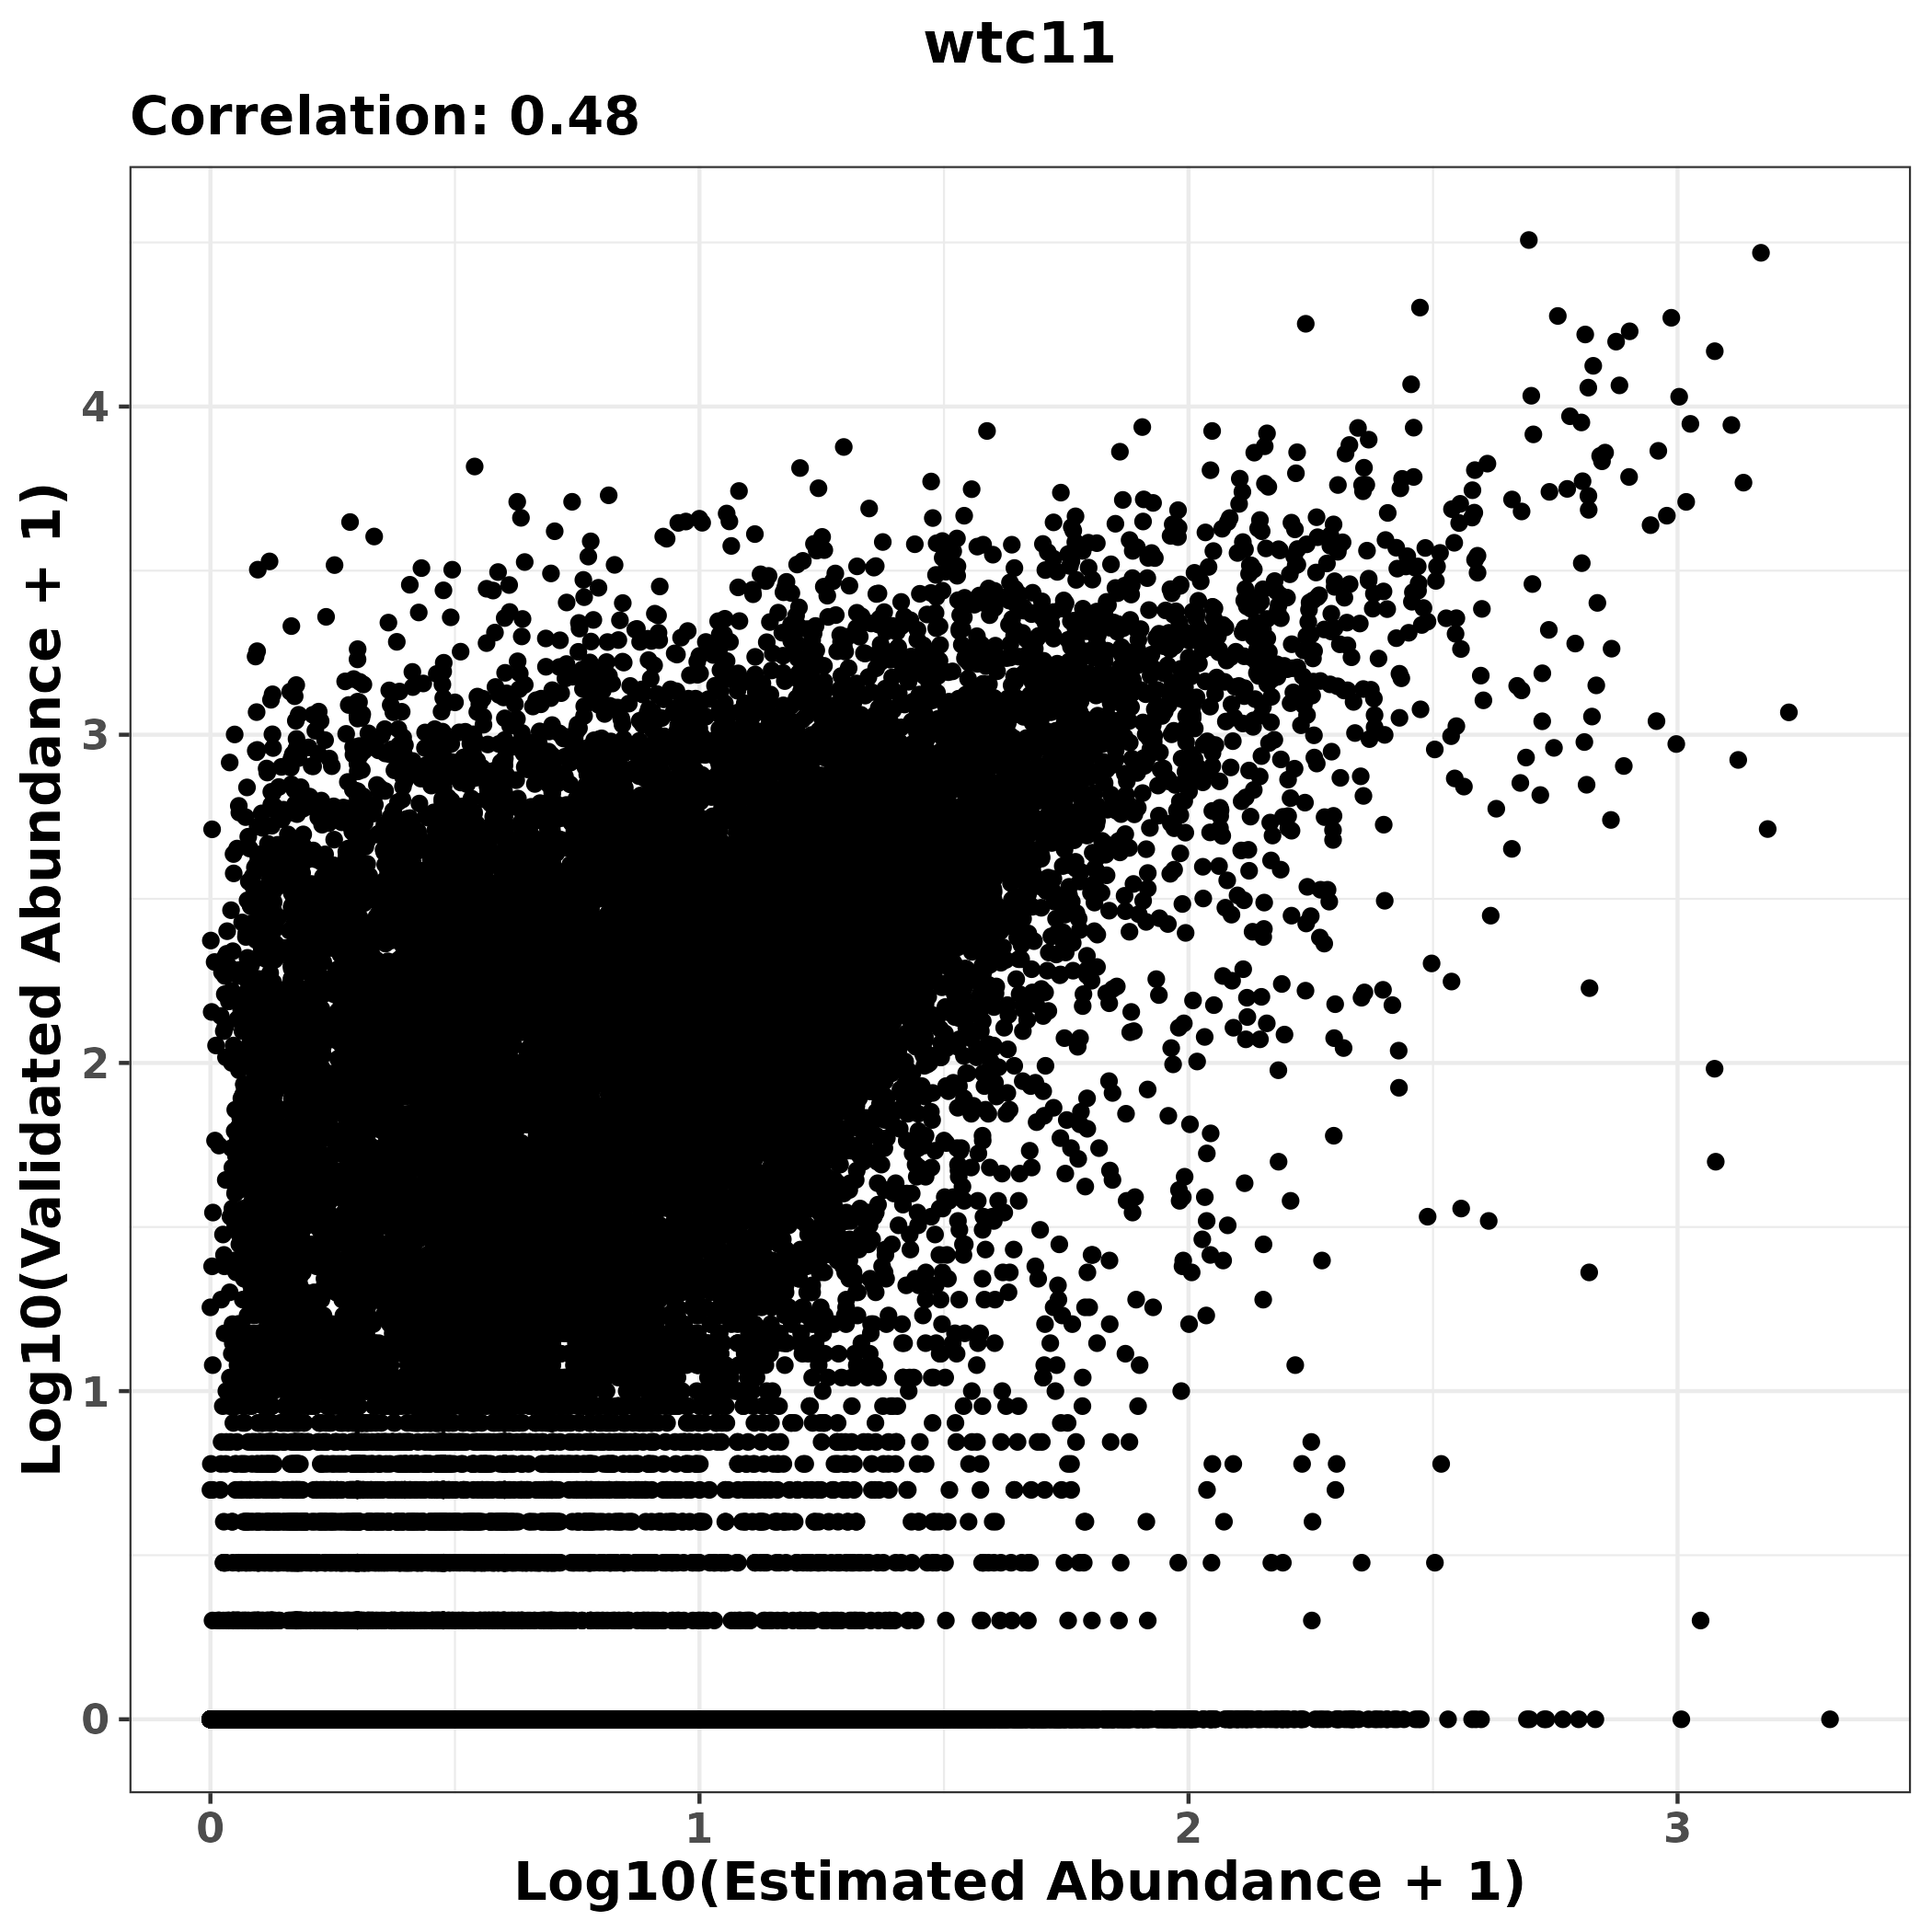 wtc11
Correlation: 0.48
Log10(Validated Abundance + 1)
4
3
2
1
0
0 1 2 3
Log10(Estimated Abundance + 1)